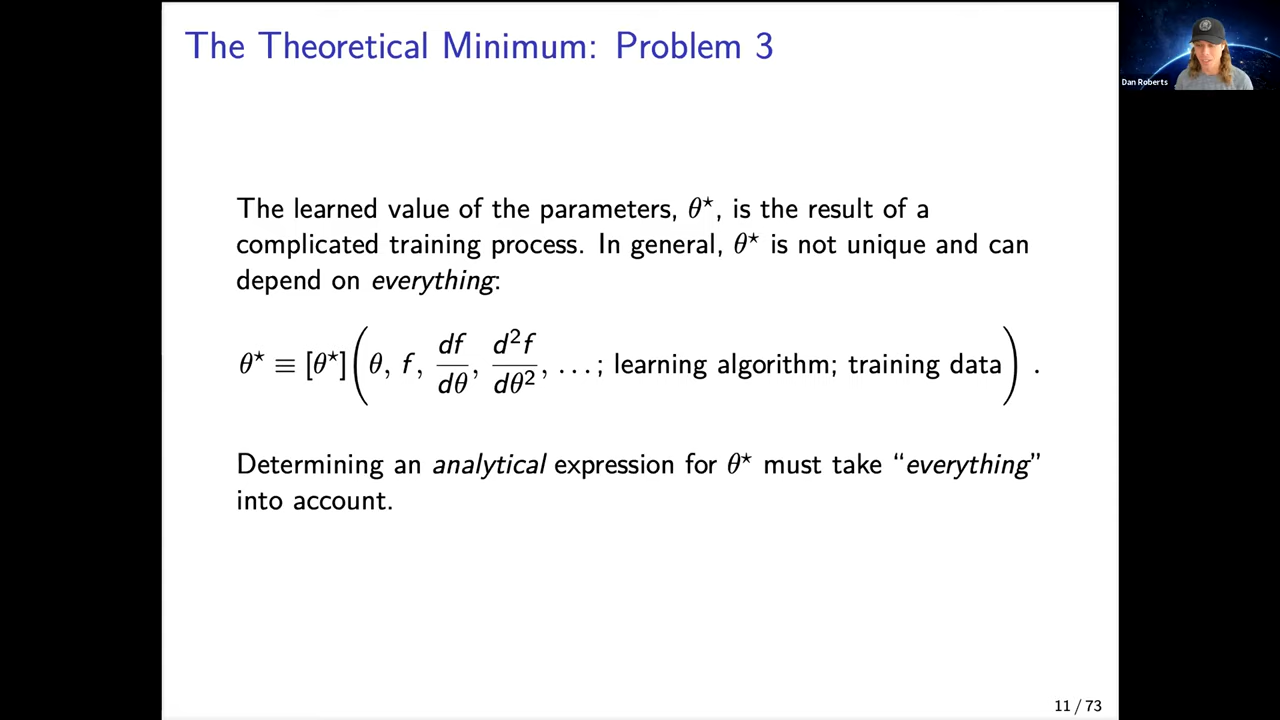 The Theoretical Minimum: Problem 3
Dan Roberts
The learned value of the parameters, θ⋆, is the result of a
complicated training process. In general, θ⋆ is not unique and can
depend on everything:
θ⋆ ≡ [θ⋆](θ, f, df/dθ, d²f/dθ², …; learning algorithm; training data) .
Determining an analytical expression for θ⋆ must take “everything”
into account.
11 / 73